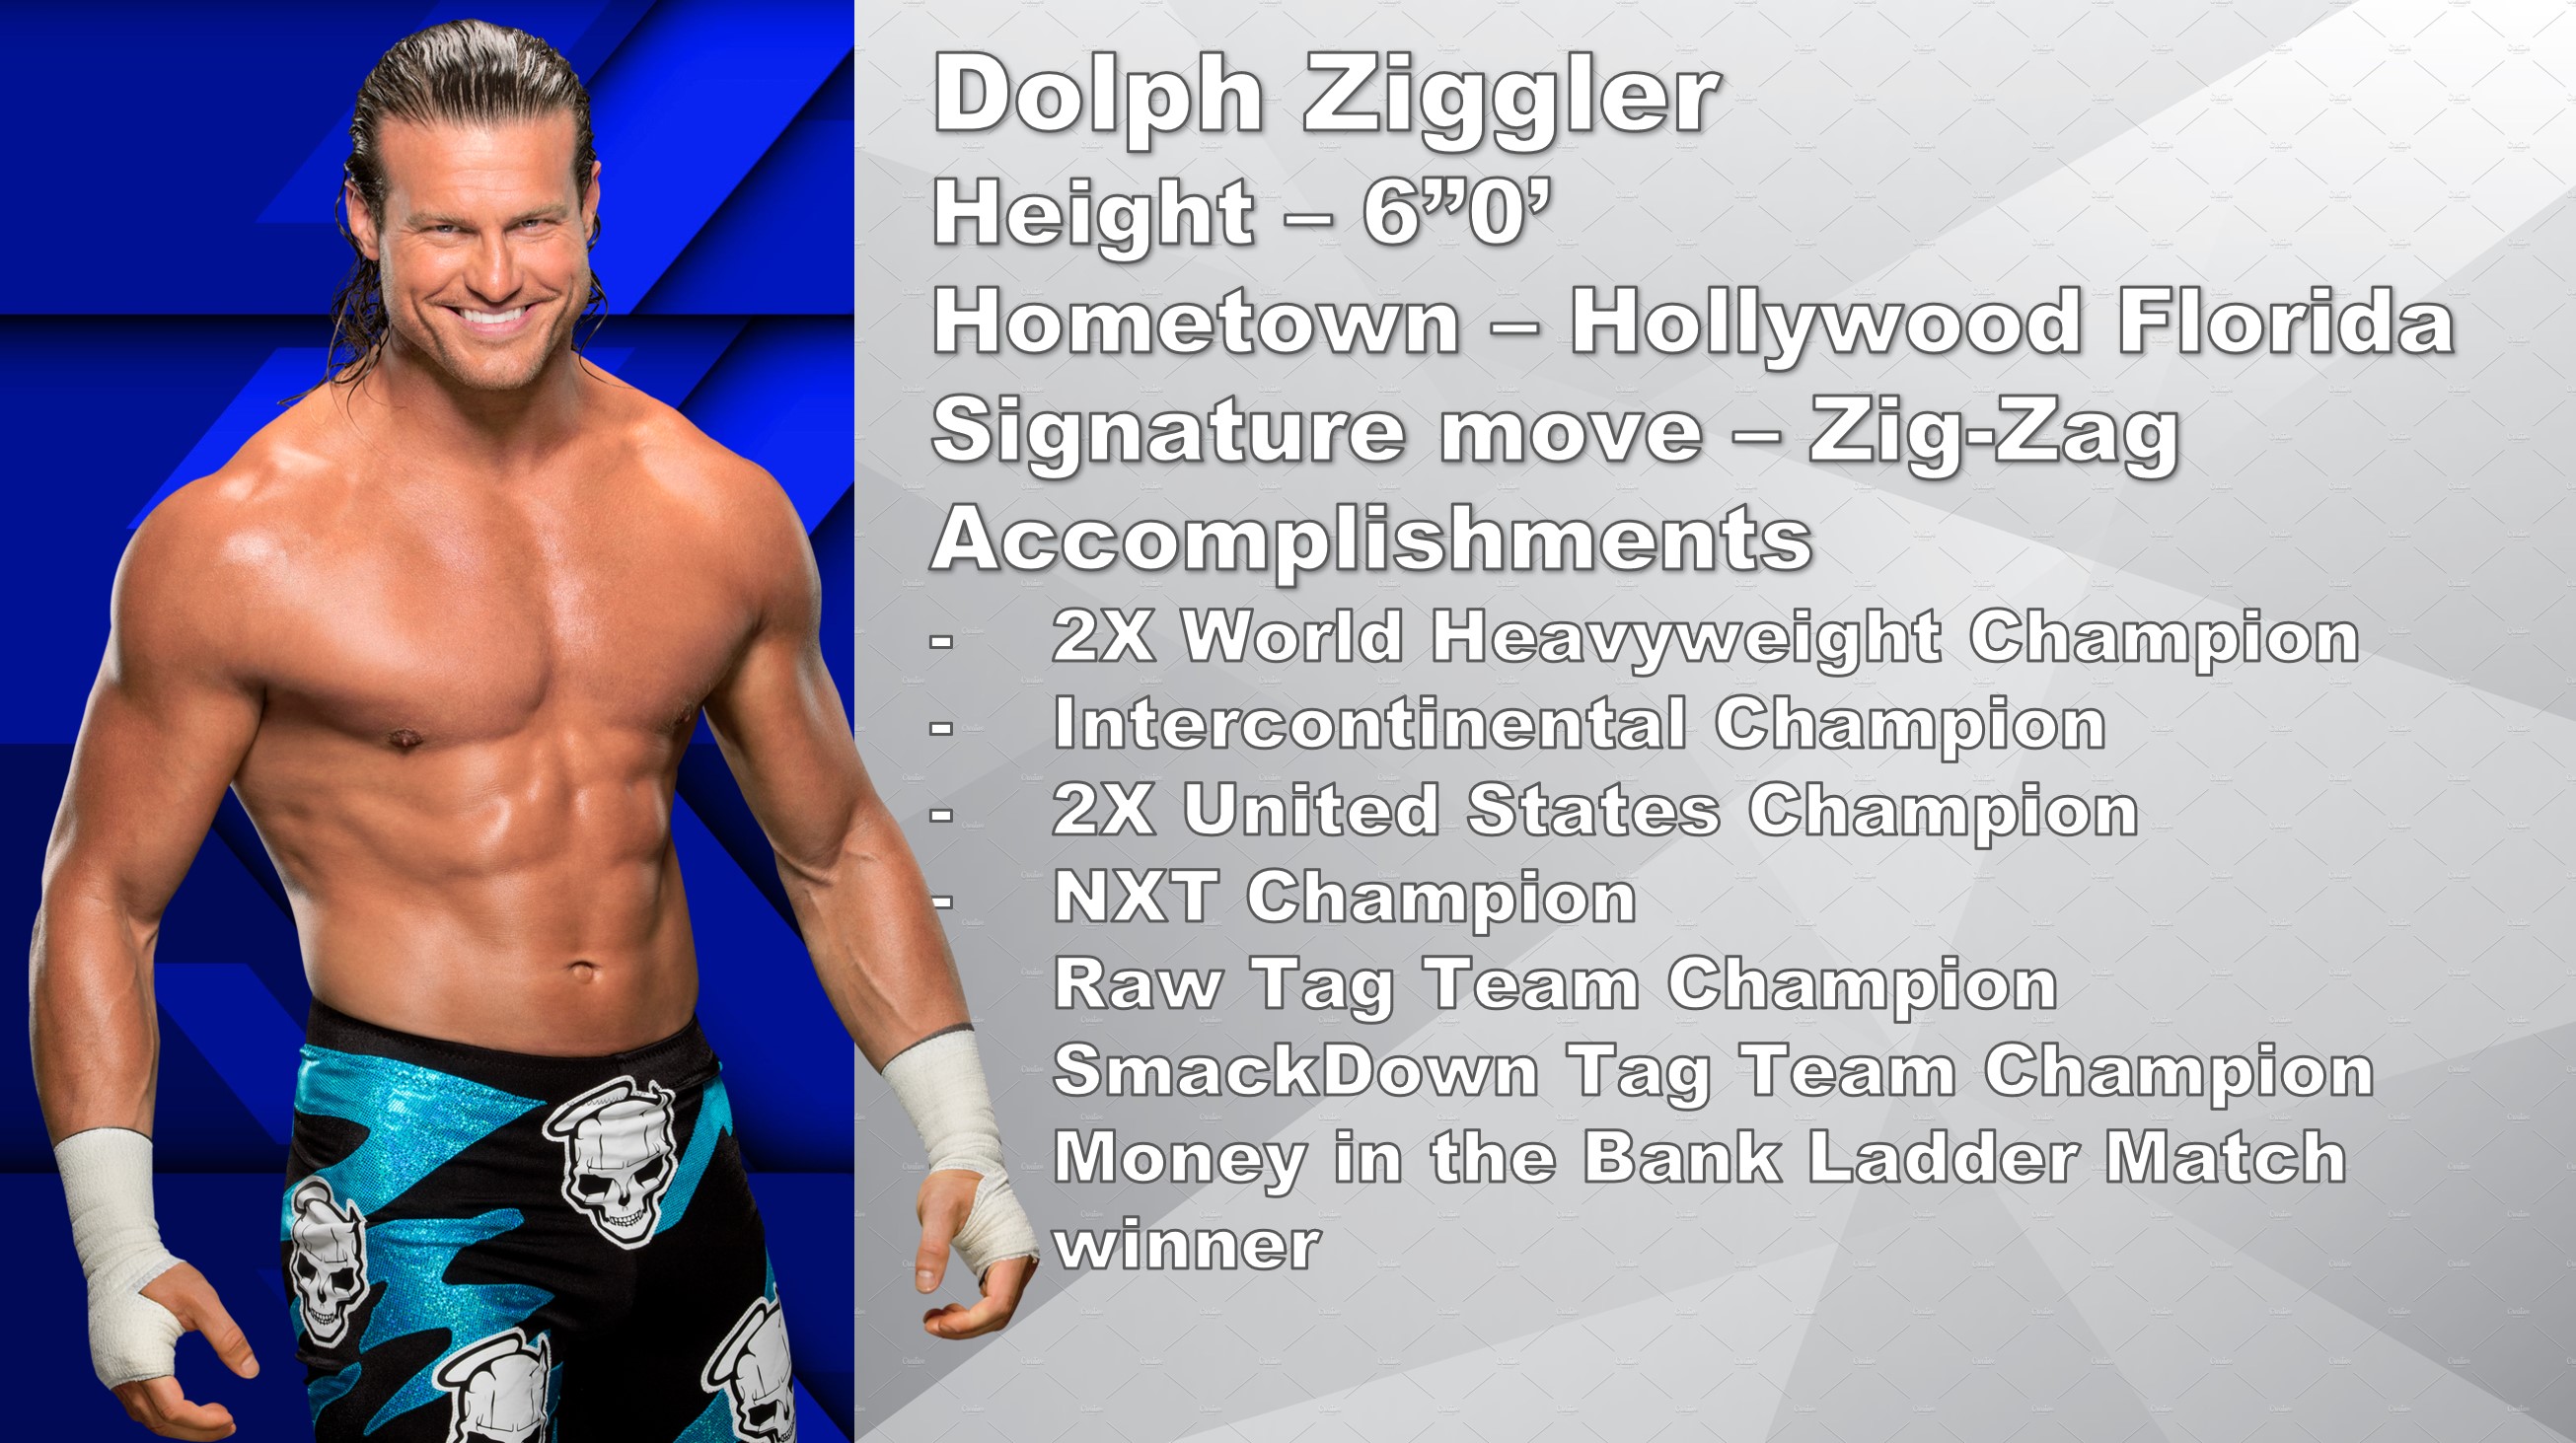 Dolph Ziggler
Height – 6”0’
Hometown – Hollywood Florida
Signature move – Zig-Zag
Accomplishments
- 2X World Heavyweight Champion
- Intercontinental Champion
- 2X United States Champion
- NXT Champion
Raw Tag Team Champion
SmackDown Tag Team Champion
Money in the Bank Ladder Match
winner